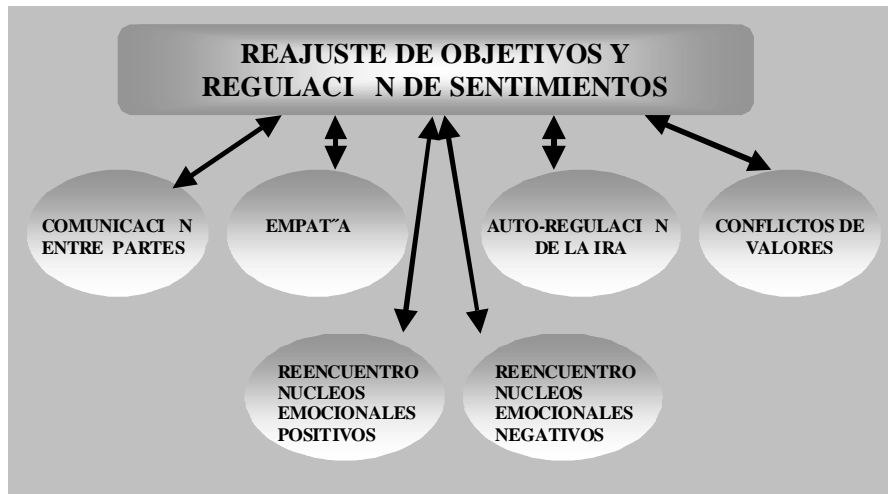 REAJUSTE DE OBJETIVOS Y
REGULACI N DE SENTIMIENTOS
COMUNICACI N
ENTRE PARTES
EMPAT˝A
AUTO-REGULACI N
DE LA IRA
CONFLICTOS DE
VALORES
REENCUENTRO
NUCLEOS
EMOCIONALES
POSITIVOS
REENCUENTRO
NUCLEOS
EMOCIONALES
NEGATIVOS